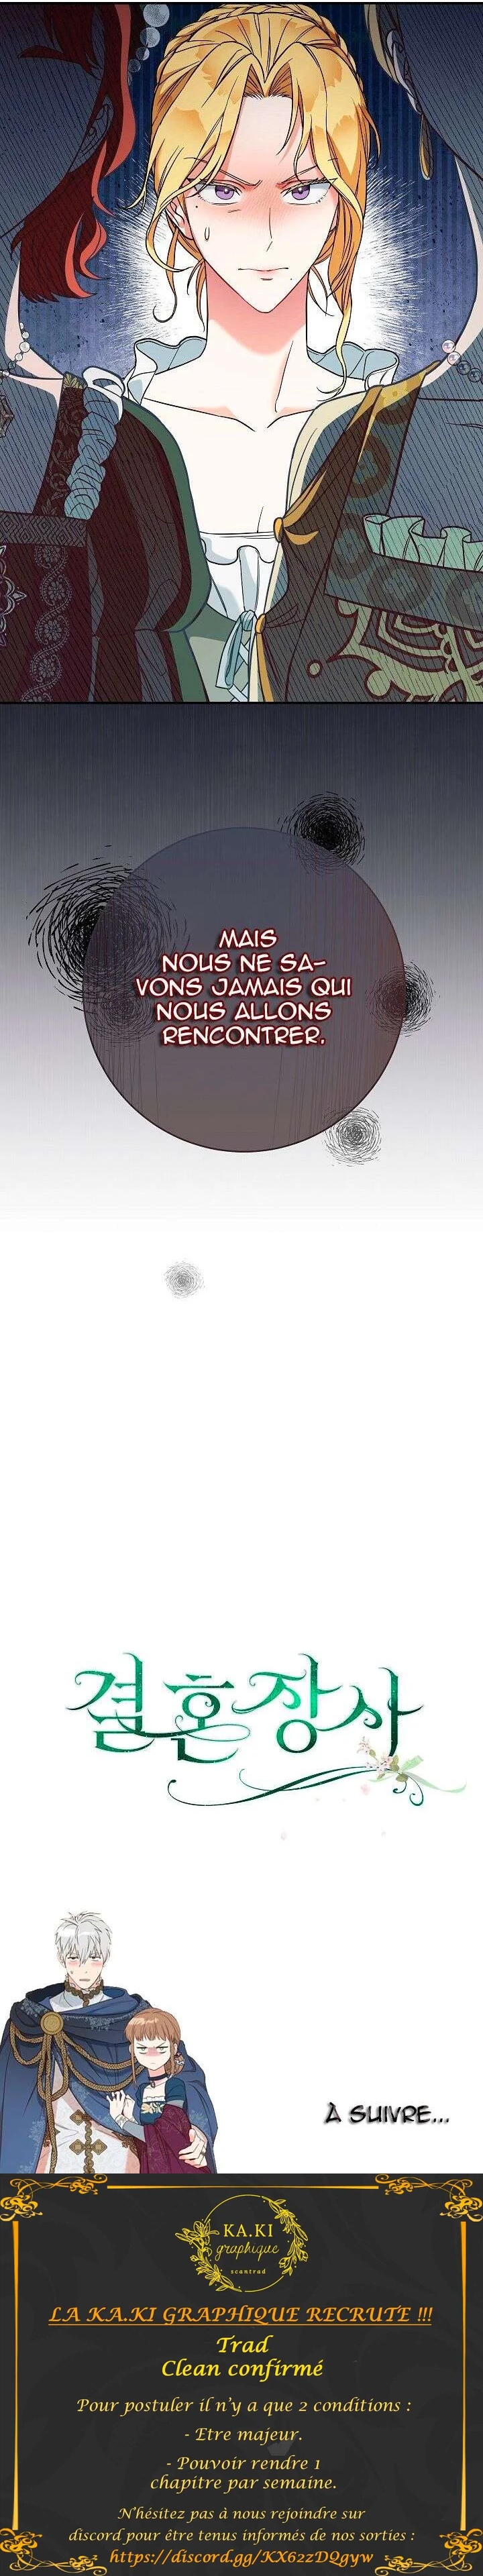 MAIS
NOUS NE SA-
VONS JAMAIS QUI
NOUS ALLONS
RENCONTRER.
결혼장사
À SUIVRE...
KA.KI
graphique
scantrad
LA KA.KI GRAPHIQUE RECRUTE !!!
Trad
Clean confirmé
Pour postuler il n'y a que 2 conditions :
- Etre majeur.
- Pouvoir rendre 1
chapitre par semaine.
N'hésitez pas à nous rejoindre sur
discord pour être tenus informés de nos sorties :
https://discord.gg/KX62zDQgyw